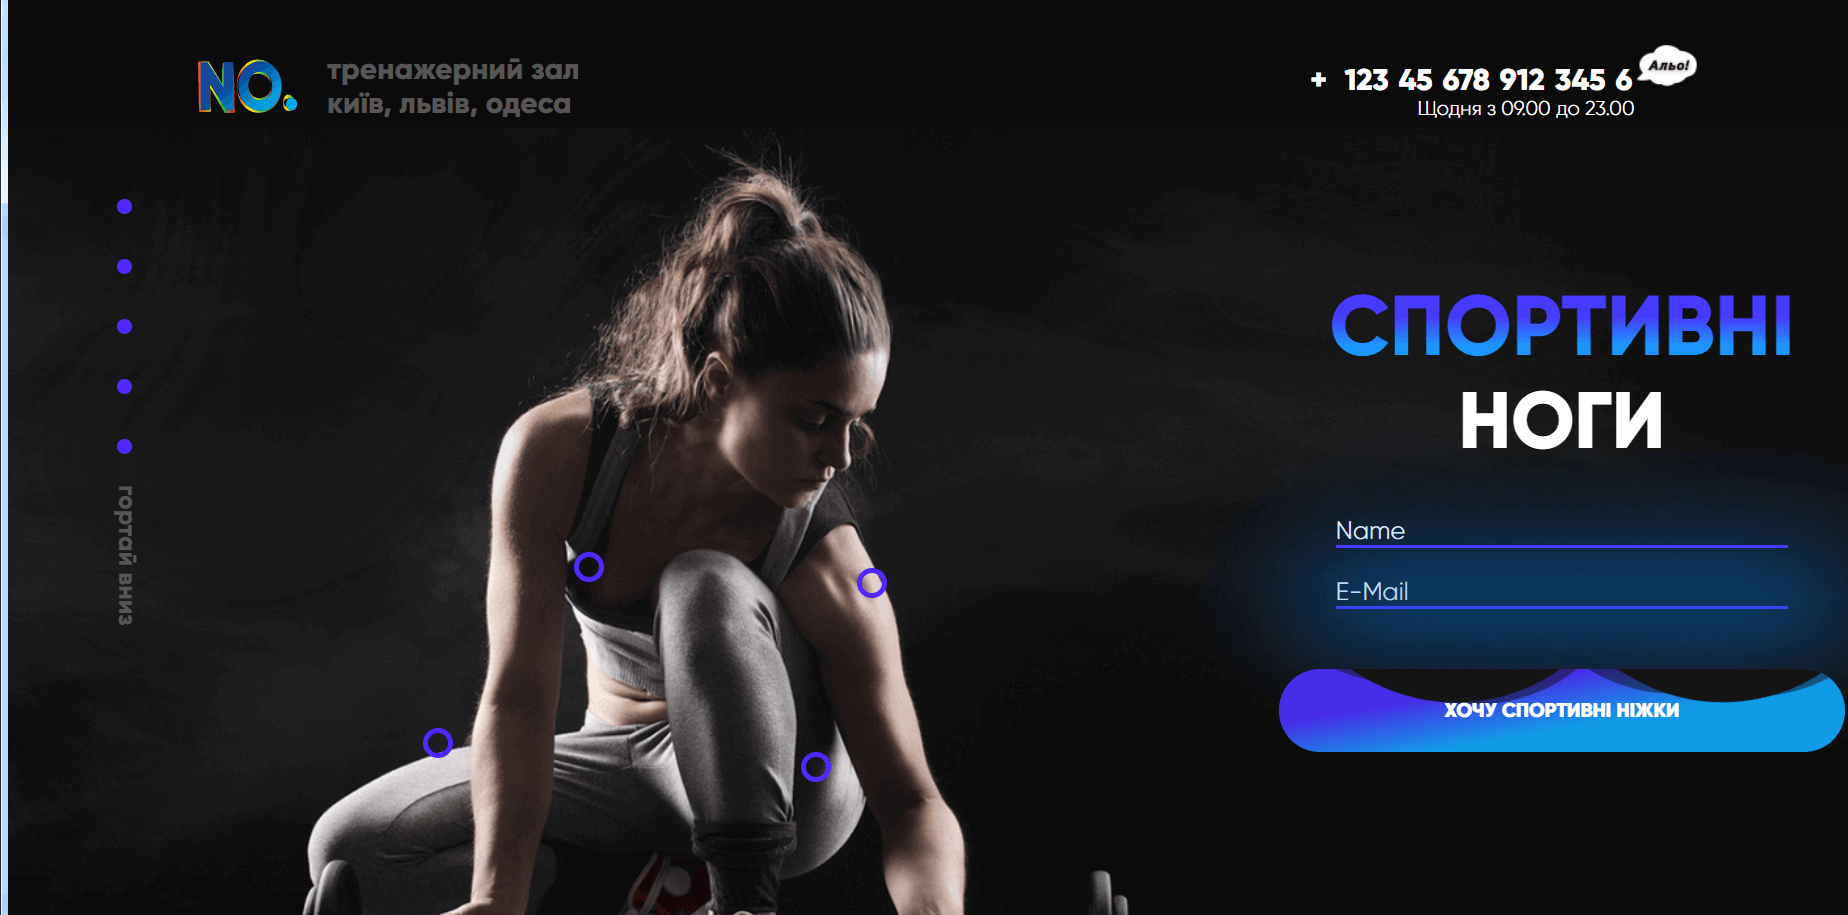 NO.
тренажерний зал
київ, львів, одеса
+ 123 45 678 912 345 6
Альо!
Щодня з 09.00 до 23.00
гортай вниз
СПОРТИВНІ
НОГИ
Name
E-Mail
ХОЧУ СПОРТИВНІ НІЖКИ